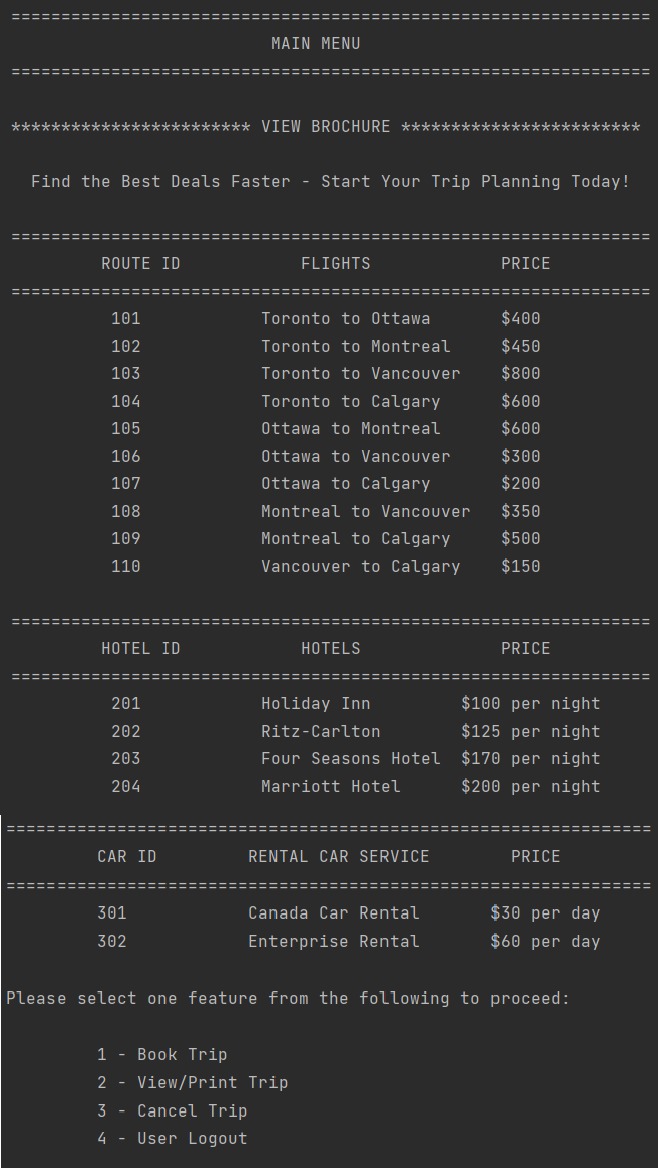 ================================================================
MAIN MENU
================================================================
************************ VIEW BROCHURE ************************
Find the Best Deals Faster - Start Your Trip Planning Today!
================================================================
ROUTE ID FLIGHTS PRICE
================================================================
101 Toronto to Ottawa $400
102 Toronto to Montreal $450
103 Toronto to Vancouver $800
104 Toronto to Calgary $600
105 Ottawa to Montreal $600
106 Ottawa to Vancouver $300
107 Ottawa to Calgary $200
108 Montreal to Vancouver $350
109 Montreal to Calgary $500
110 Vancouver to Calgary $150
================================================================
HOTEL ID HOTELS PRICE
================================================================
201 Holiday Inn $100 per night
202 Ritz-Carlton $125 per night
203 Four Seasons Hotel $170 per night
204 Marriott Hotel $200 per night
================================================================
CAR ID RENTAL CAR SERVICE PRICE
================================================================
301 Canada Car Rental $30 per day
302 Enterprise Rental $60 per day
Please select one feature from the following to proceed:
1 - Book Trip
2 - View/Print Trip
3 - Cancel Trip
4 - User Logout